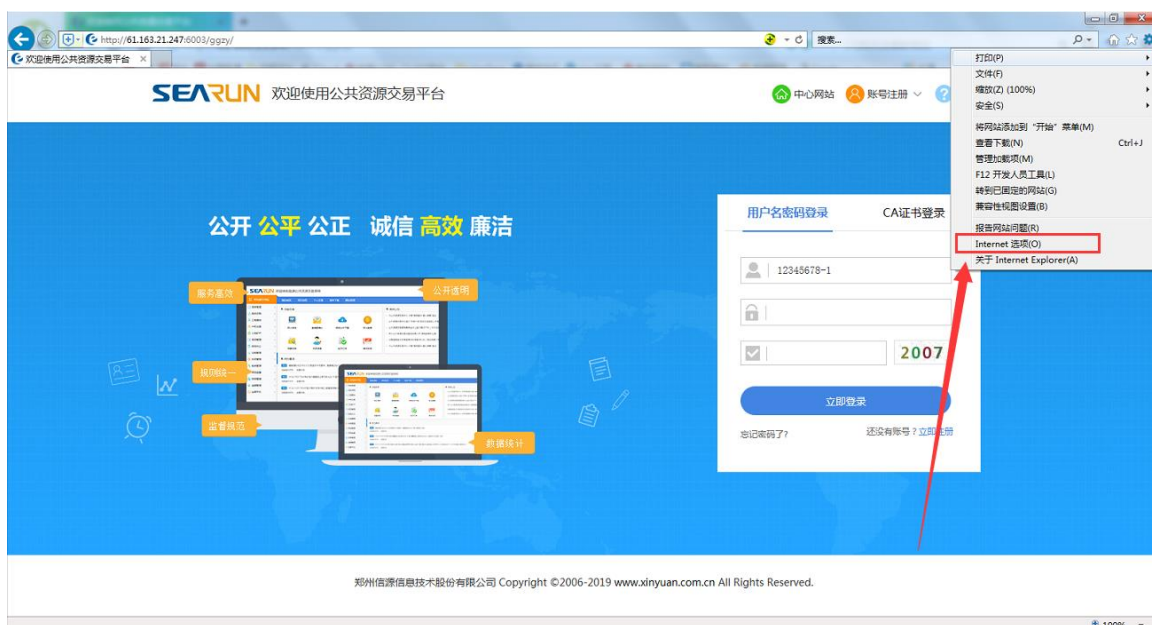 http://61.163.21.247:6003/ggzy/
搜索...
欢迎使用公共资源交易平台
SEARUN 欢迎使用公共资源交易平台
中心网站
账号注册
打印(P)
文件(F)
缩放(Z) (100%)
安全(S)
将网站添加到“开始”菜单(M)
查看下载(N) Ctrl+J
管理加载项(M)
F12 开发人员工具(L)
转到已固定的网站(G)
兼容性视图设置(B)
报告网站问题(R)
Internet 选项(O)
关于 Internet Explorer(A)
公开 公平 公正 诚信 高效 廉洁
用户名密码登录 CA证书登录
12345678-1
2007
立即登录
忘记密码了?
还没有账号？立即注册
服务高效
公开透明
规则统一
监督规范
数据统计
郑州信源信息技术股份有限公司 Copyright ©2006-2019 www.xinyuan.com.cn All Rights Reserved.
100%